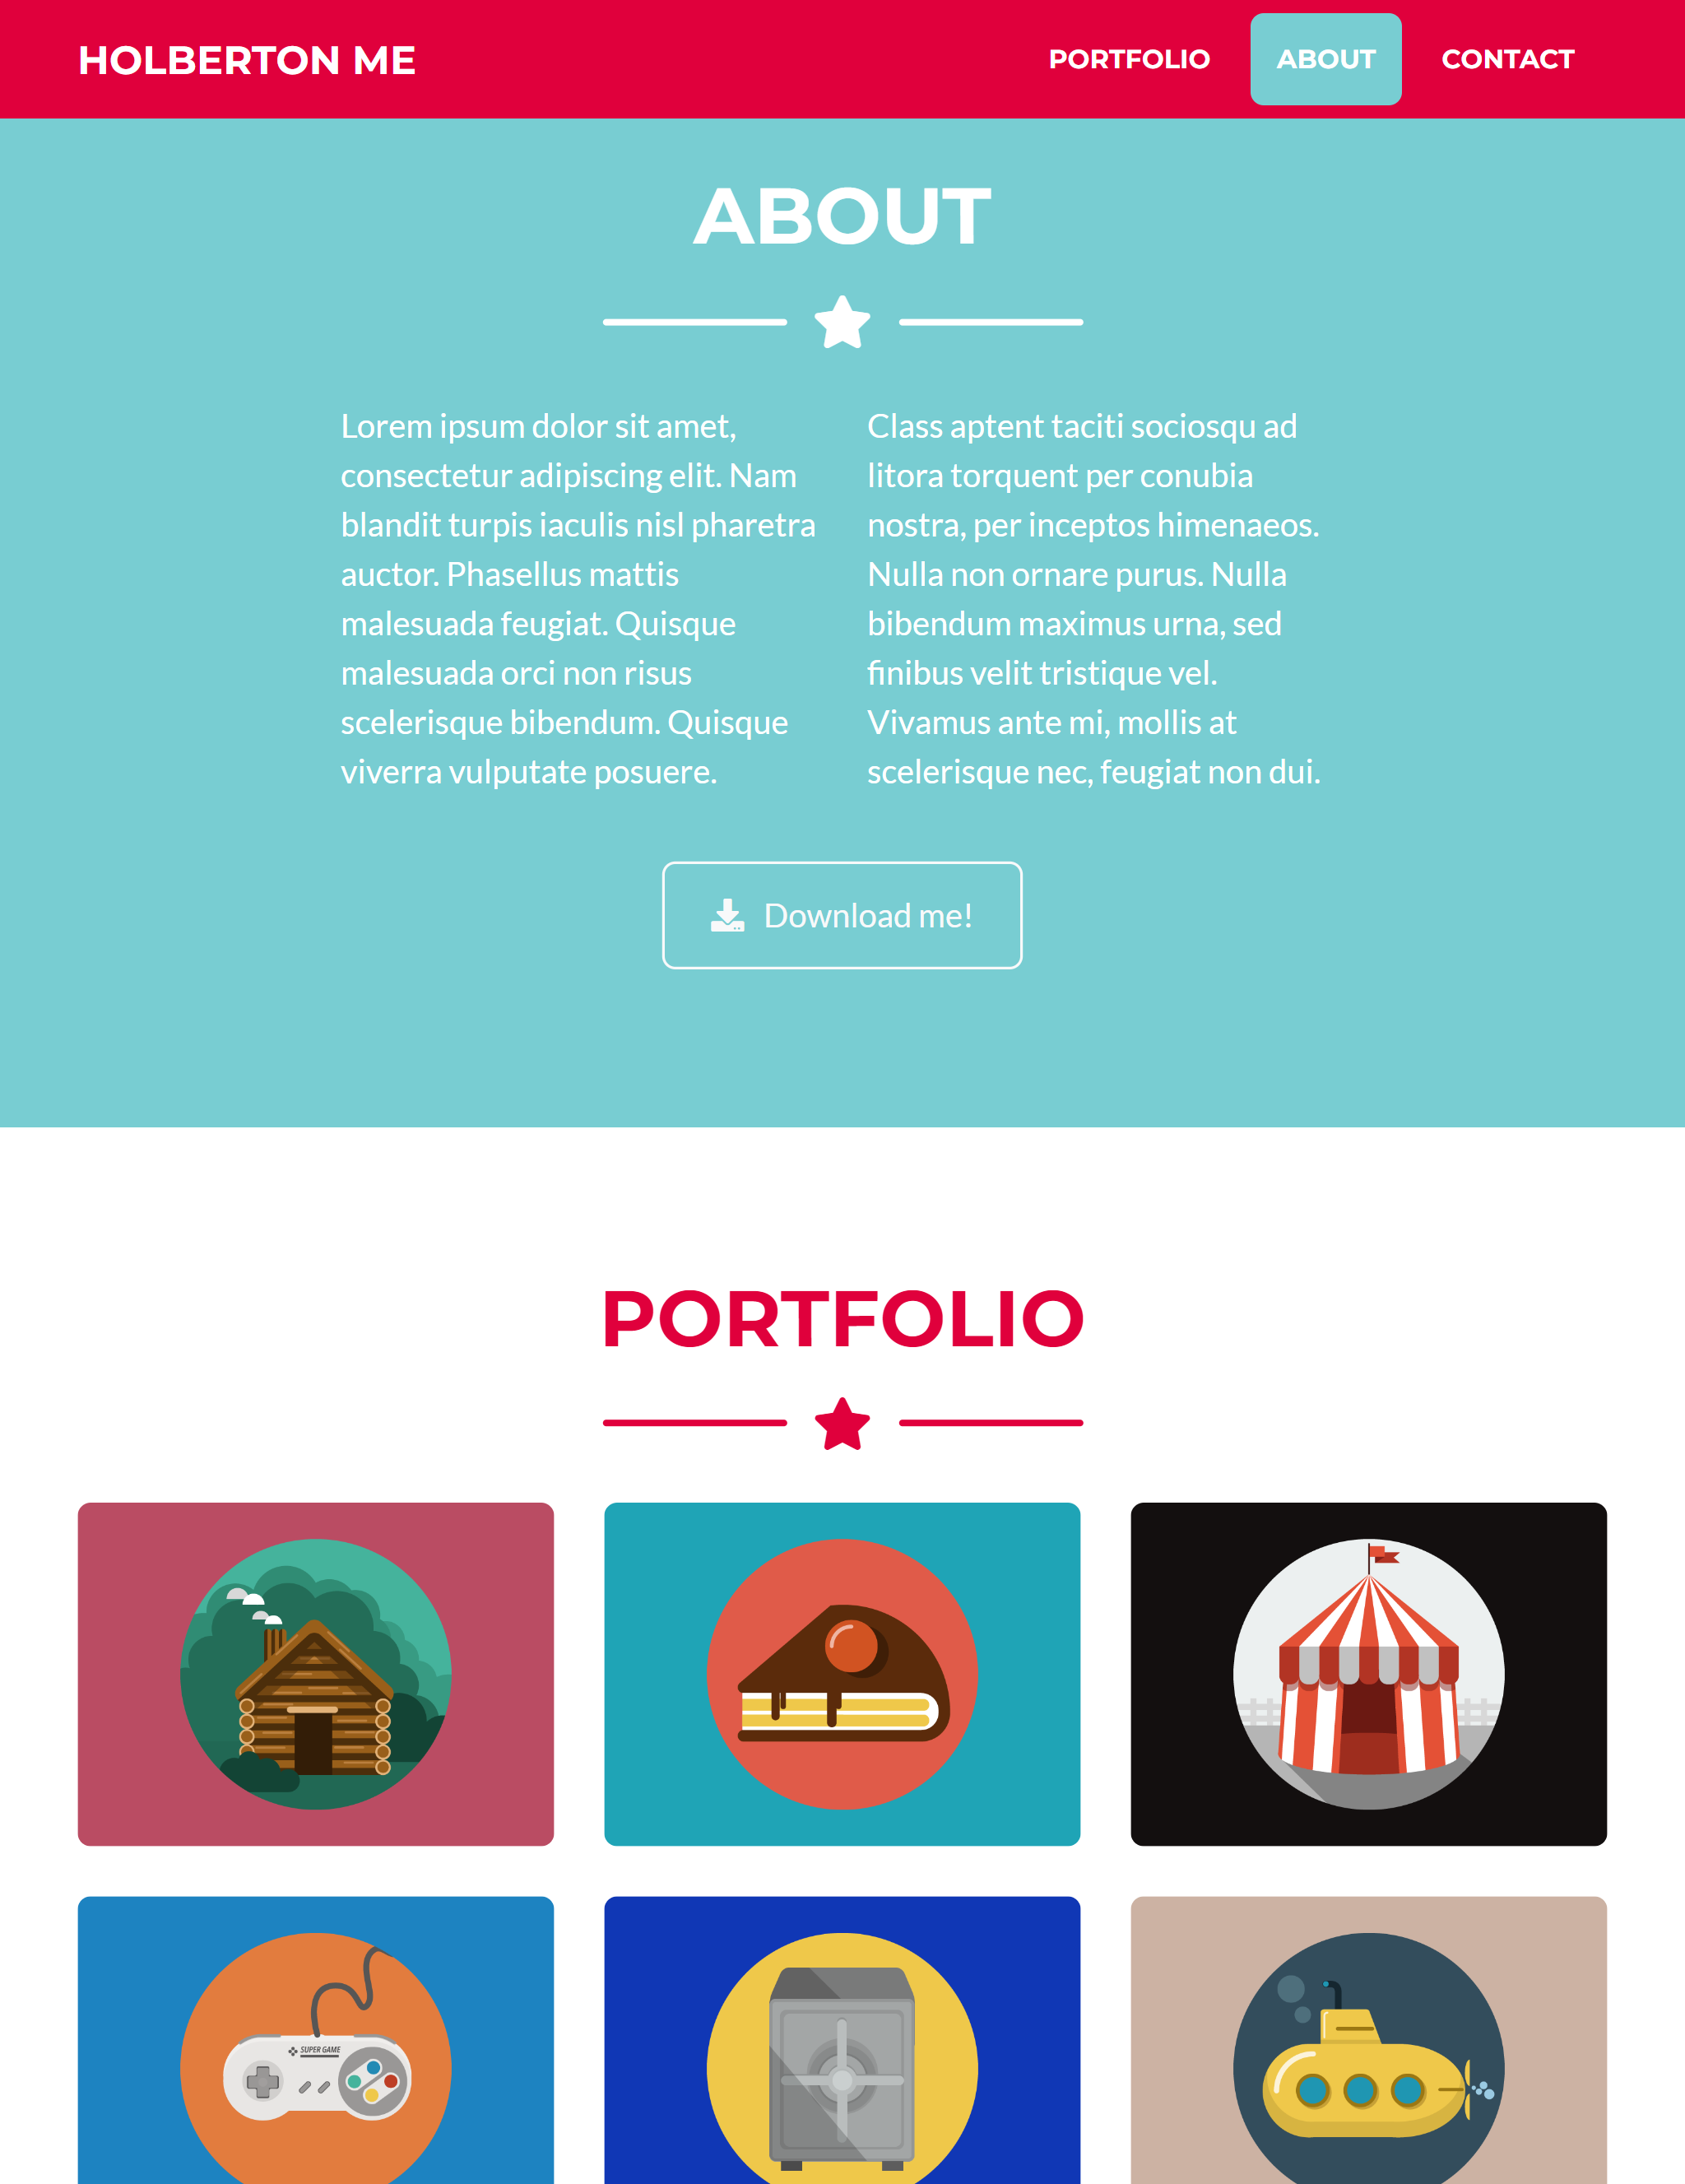 HOLBERTON ME
PORTFOLIO
ABOUT
CONTACT
ABOUT
Lorem ipsum dolor sit amet,
consectetur adipiscing elit. Nam
blandit turpis iaculis nisl pharetra
auctor. Phasellus mattis
malesuada feugiat. Quisque
malesuada orci non risus
scelerisque bibendum. Quisque
viverra vulputate posuere.
Class aptent taciti sociosqu ad
litora torquent per conubia
nostra, per inceptos himenaeos.
Nulla non ornare purus. Nulla
bibendum maximus urna, sed
finibus velit tristique vel.
Vivamus ante mi, mollis at
scelerisque nec, feugiat non dui.
Download me!
PORTFOLIO
SUPER GAME